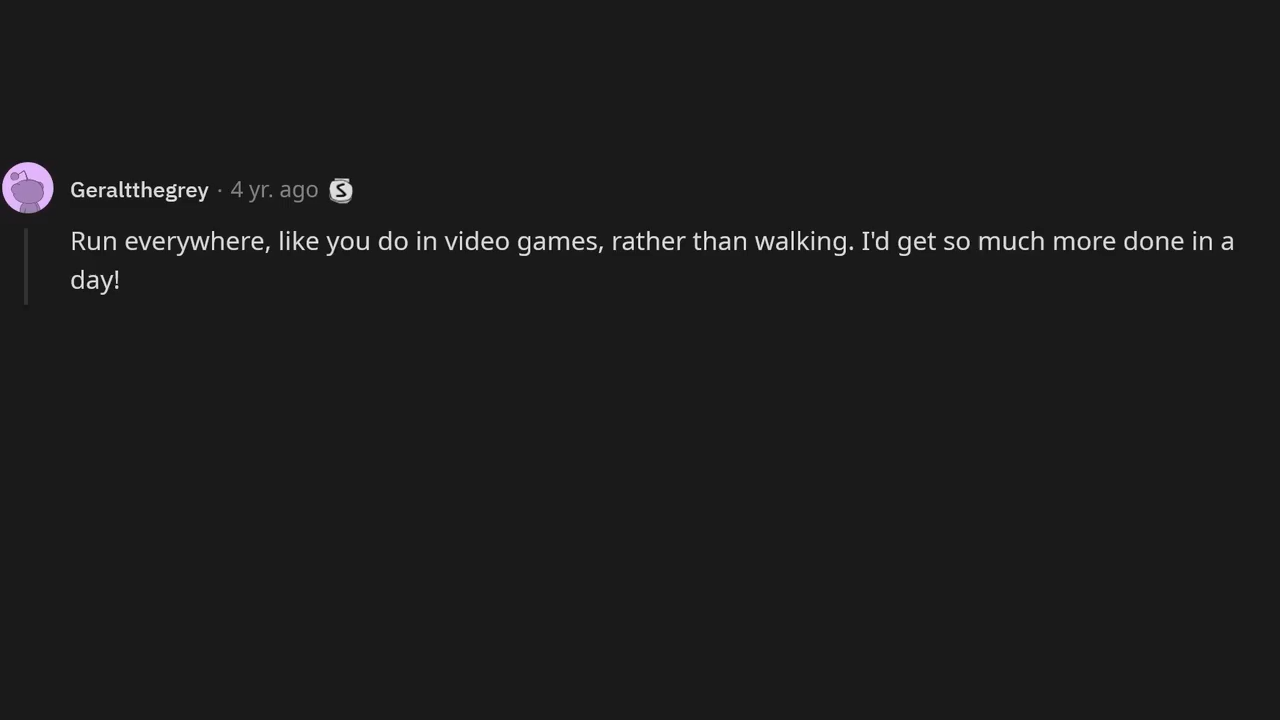 Geraltthegrey · 4 yr. ago
Run everywhere, like you do in video games, rather than walking. I'd get so much more done in a
day!